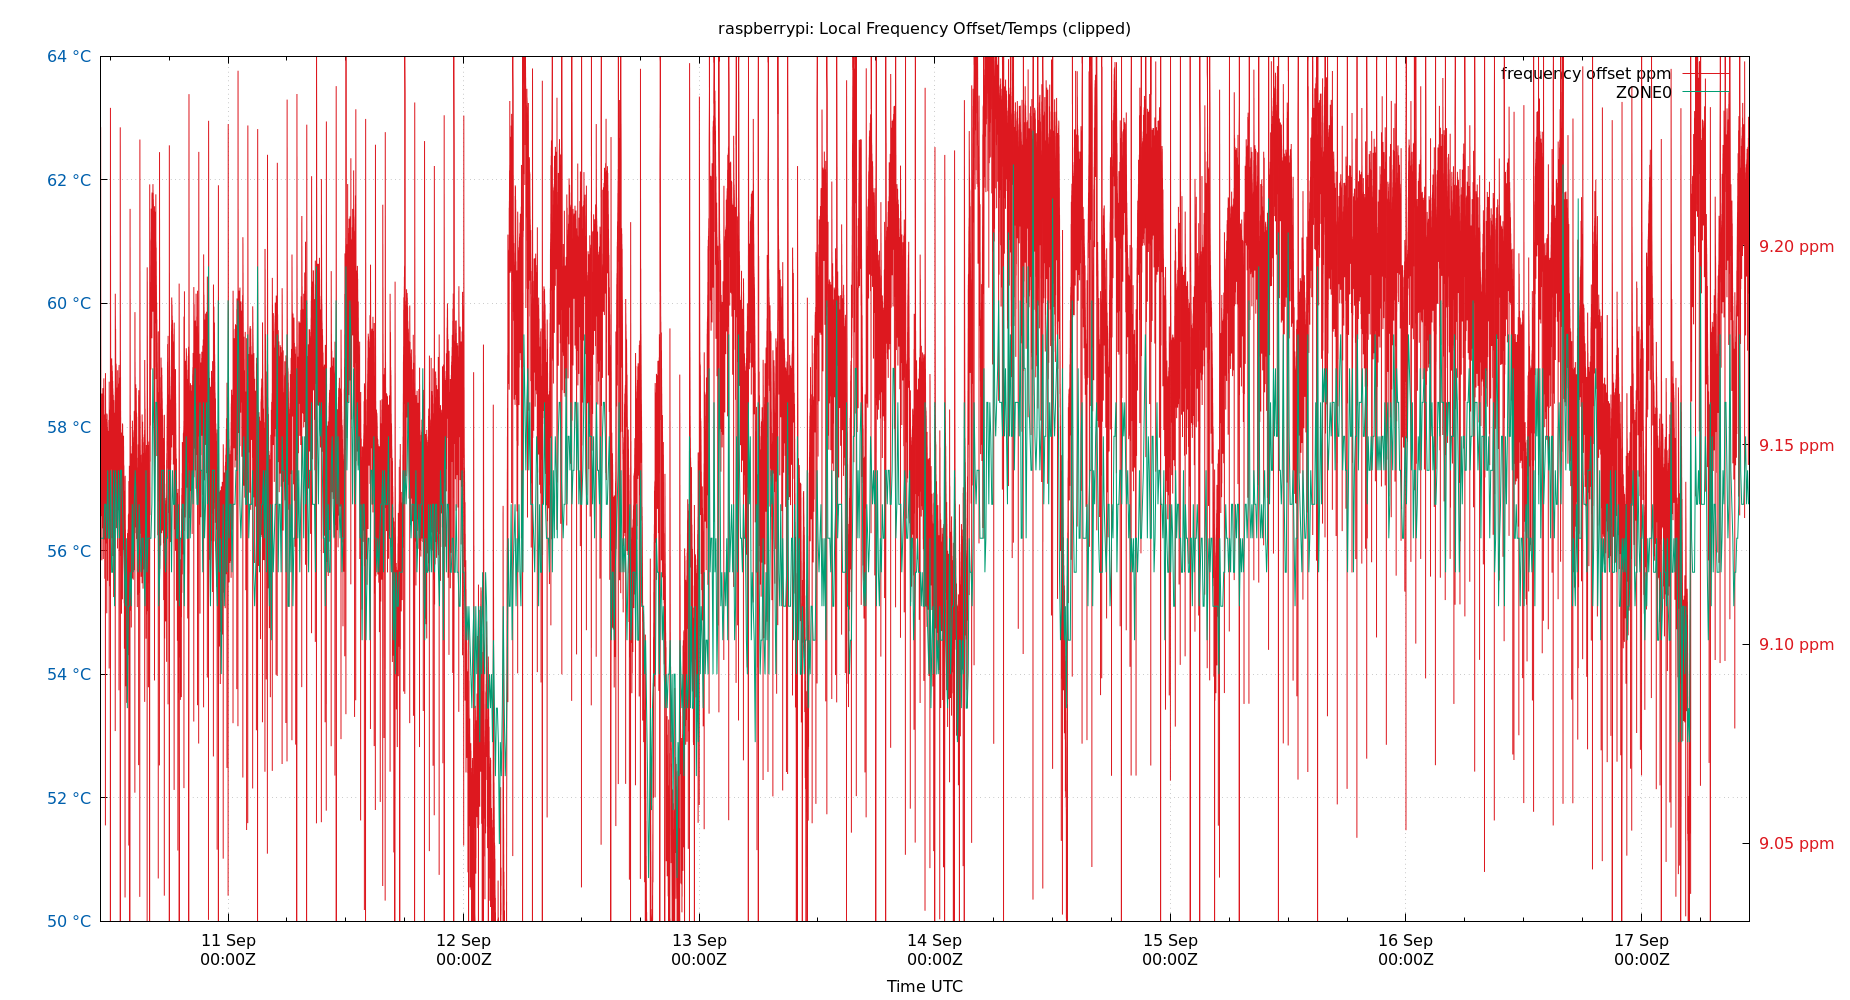 raspberrypi: Local Frequency Offset/Temps (clipped)
frequency offset ppm
ZONE0
64 °C
62 °C
60 °C
58 °C
56 °C
54 °C
52 °C
50 °C
9.20 ppm
9.15 ppm
9.10 ppm
9.05 ppm
11 Sep
00:00Z
12 Sep
00:00Z
13 Sep
00:00Z
14 Sep
00:00Z
15 Sep
00:00Z
16 Sep
00:00Z
17 Sep
00:00Z
Time UTC